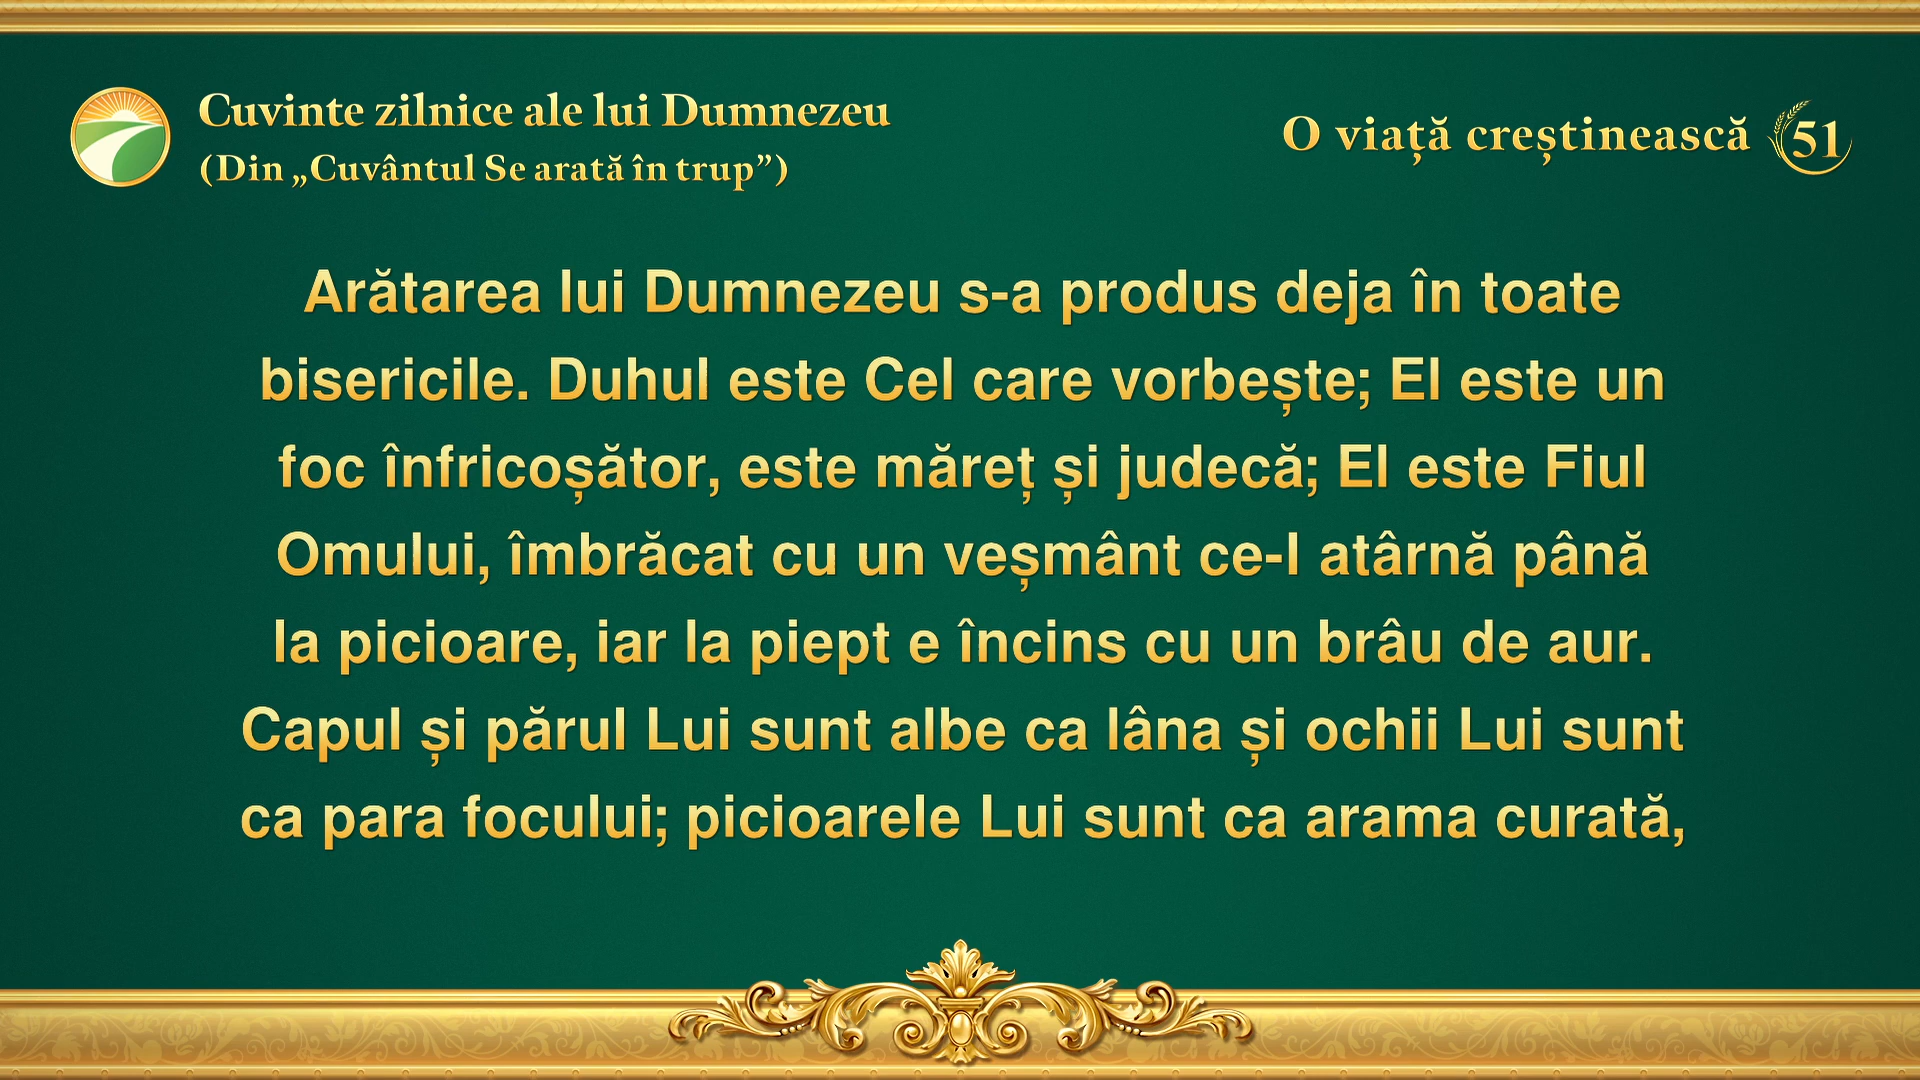 Cuvinte zilnice ale lui Dumnezeu
(Din „Cuvântul Se arată în trup”)
O viață creștinească 51
Arătarea lui Dumnezeu s-a produs deja în toate
bisericile. Duhul este Cel care vorbește; El este un
foc înfricoșător, este măreț și judecă; El este Fiul
Omului, îmbrăcat cu un veșmânt ce-l atârnă până
la picioare, iar la piept e încins cu un brâu de aur.
Capul și părul Lui sunt albe ca lâna și ochii Lui sunt
ca para focului; picioarele Lui sunt ca arama curată,